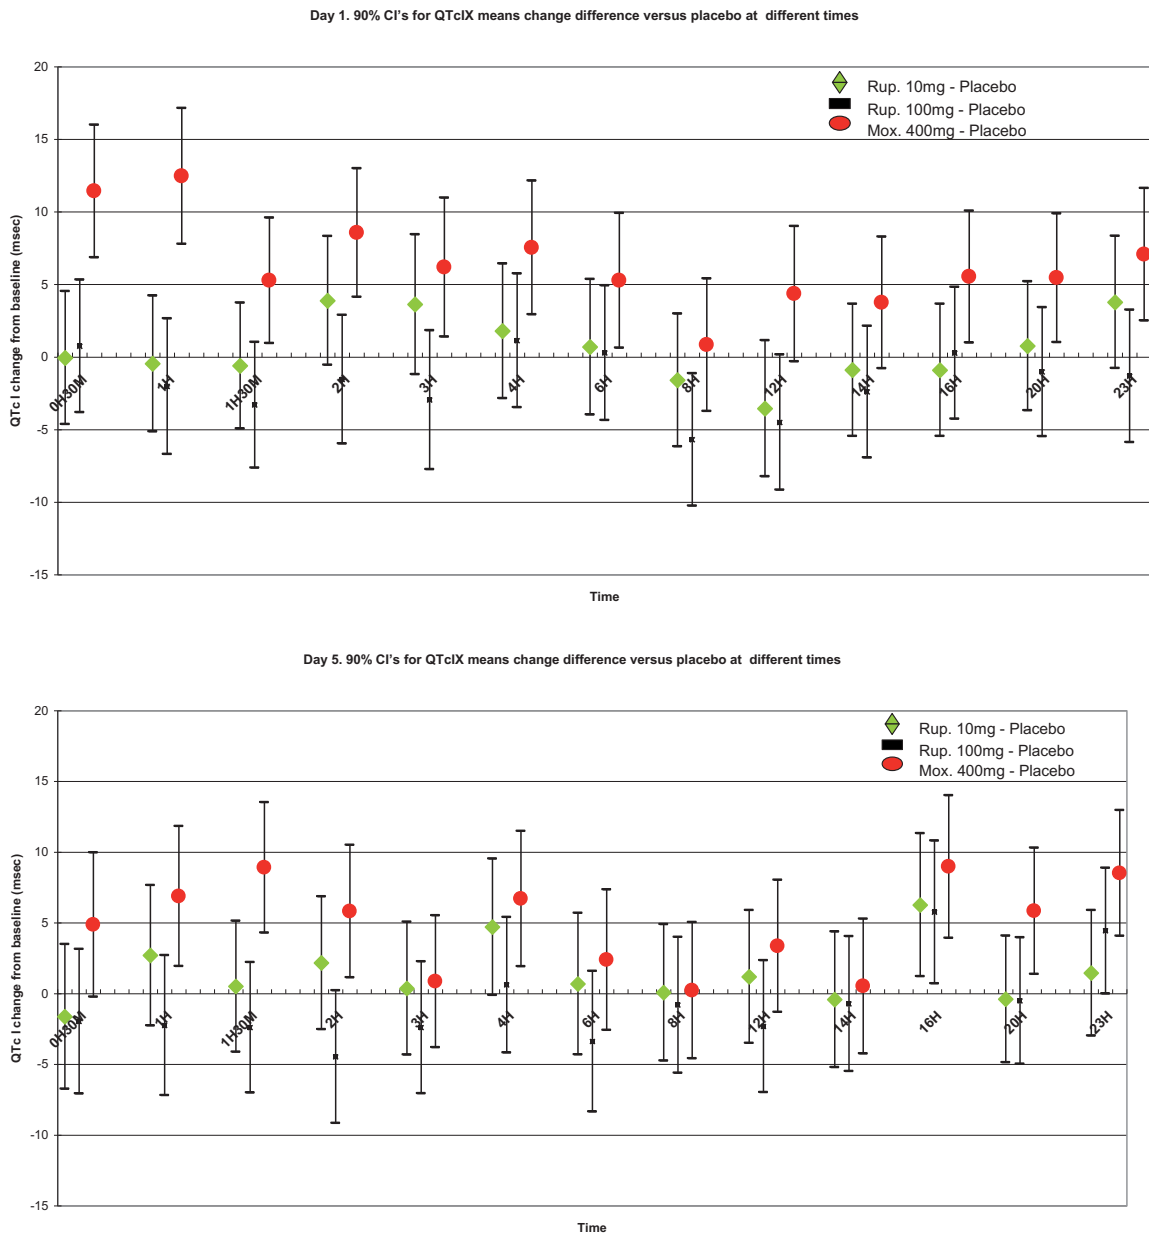 Day 1. 90% CI's for QTcIX means change difference versus placebo at different times
20
15
10
5
0
-5
-10
-15
QTc I change from baseline (msec)
Rup. 10mg - Placebo
Rup. 100mg - Placebo
Mox. 400mg - Placebo
0H30M
1H
1H30M
2H
3H
4H
6H
8H
12H
14H
16H
20H
23H
Time
Day 5. 90% CI's for QTcIX means change difference versus placebo at different times
20
15
10
5
0
-5
-10
-15
QTc I change from baseline (msec)
Rup. 10mg - Placebo
Rup. 100mg - Placebo
Mox. 400mg - Placebo
0H30M
1H
1H30M
2H
3H
4H
6H
8H
12H
14H
16H
20H
23H
Time